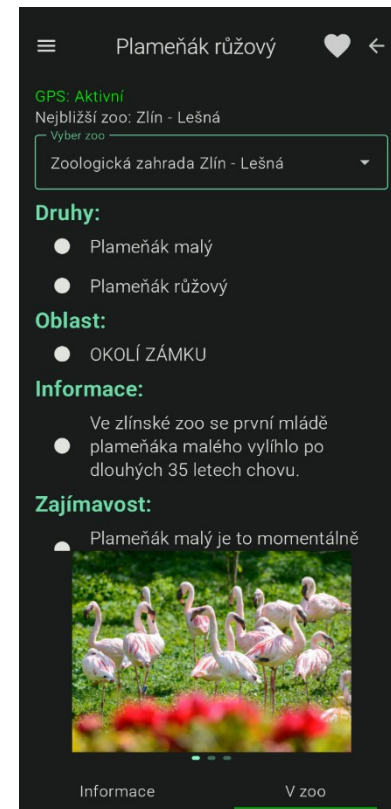 Plameňák růžový
GPS: Aktivní
Nejbližší zoo: Zlín - Lešná
Vyber zoo
Zoologická zahrada Zlín - Lešná
Druhy:
Plameňák malý
Plameňák růžový
Oblast:
OKOLÍ ZÁMKU
Informace:
Ve zlínské zoo se první mládě
plameňáka malého vylíhlo po
dlouhých 35 letech chovu.
Zajímavost:
Plameňák malý je to momentálně
Informace
V zoo